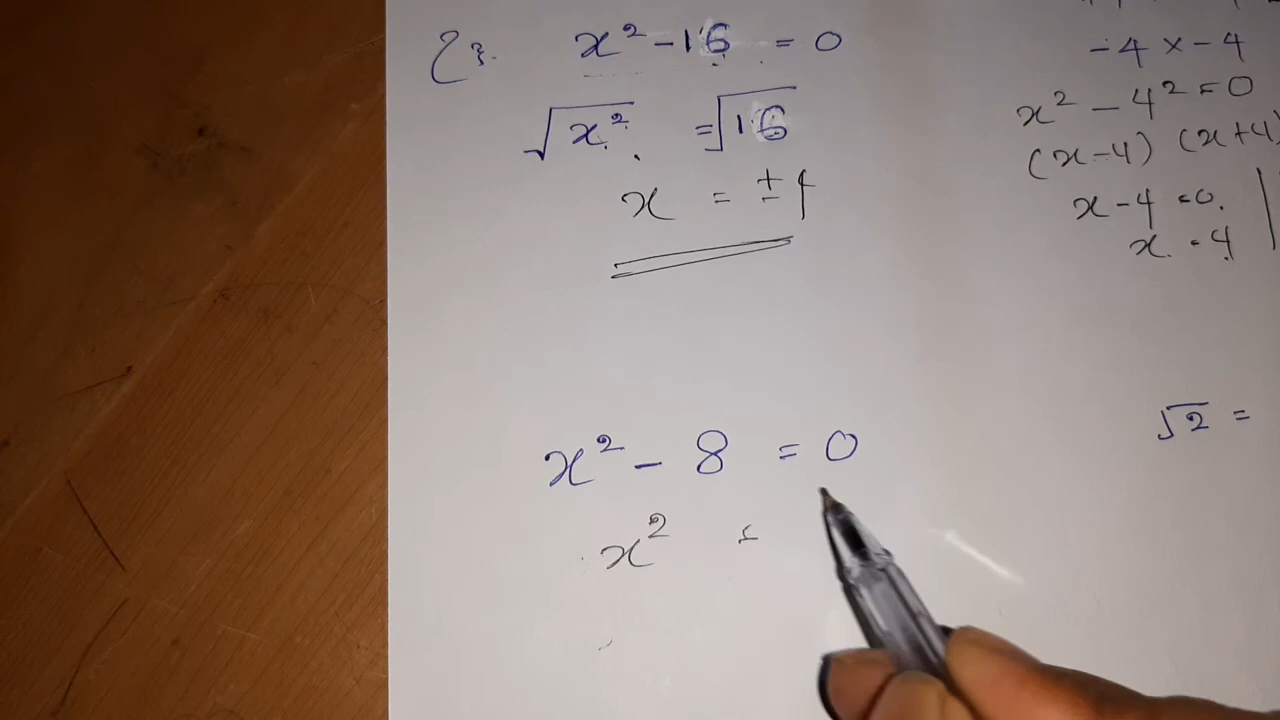 x² - 16 = 0
√x² = √16
x = ± 4
x² - 8 = 0
x² =
-4 x -4
x² - 4² = 0
(x-4) (x+4)
x - 4 = 0.
x = 4
√2 =